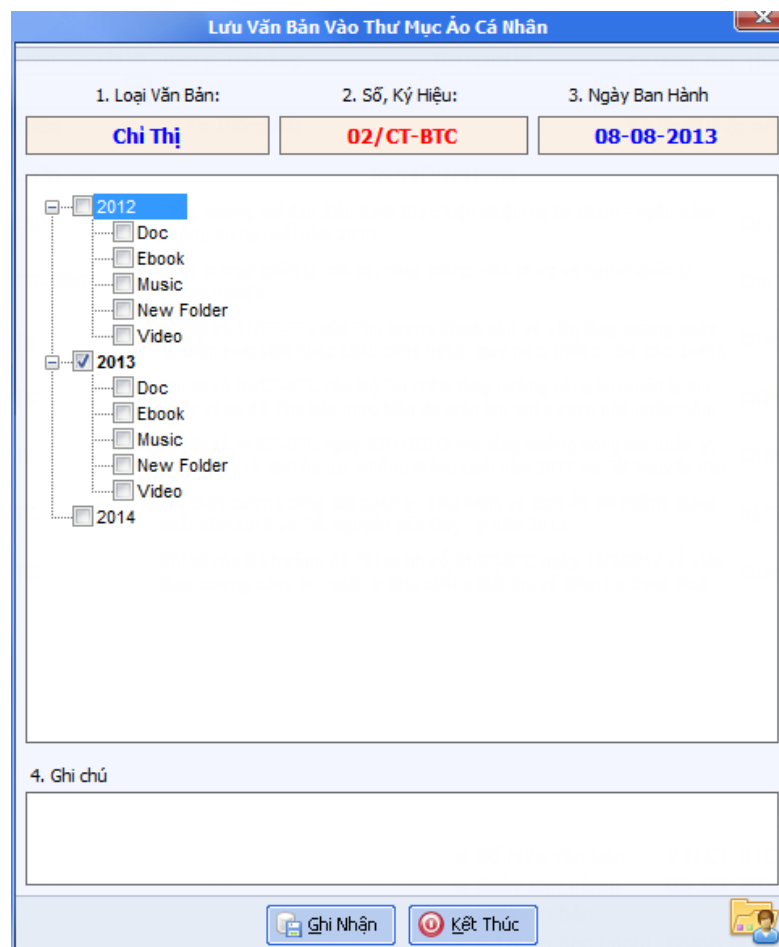 Lưu Văn Bản Vào Thư Mục Ảo Cá Nhân
1. Loại Văn Bản: 2. Số, Ký Hiệu: 3. Ngày Ban Hành
Chỉ Thị 02/CT-BTC 08-08-2013
2012
Doc
Ebook
Music
New Folder
Video
2013
Doc
Ebook
Music
New Folder
Video
2014
4. Ghi chú
Ghi Nhận Kết Thúc